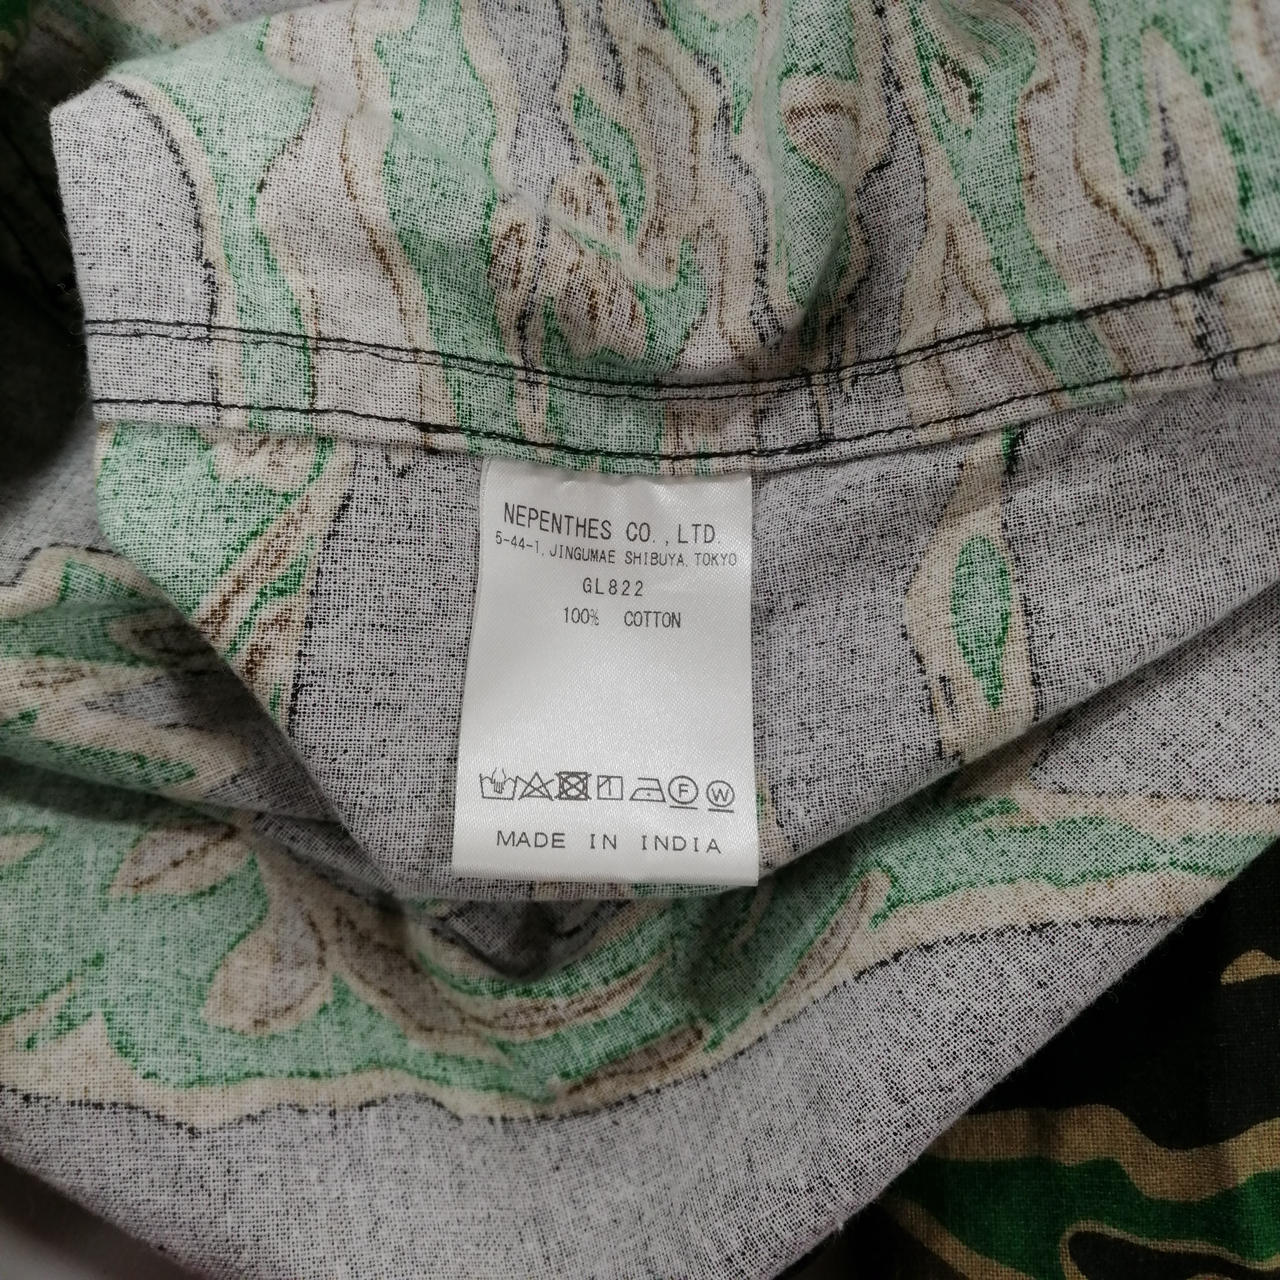 NEPENTHES CO.,LTD.
5-44-1, JINGUMAE SHIBUYA, TOKYO
GL822
100% COTTON
F W
MADE IN INDIA